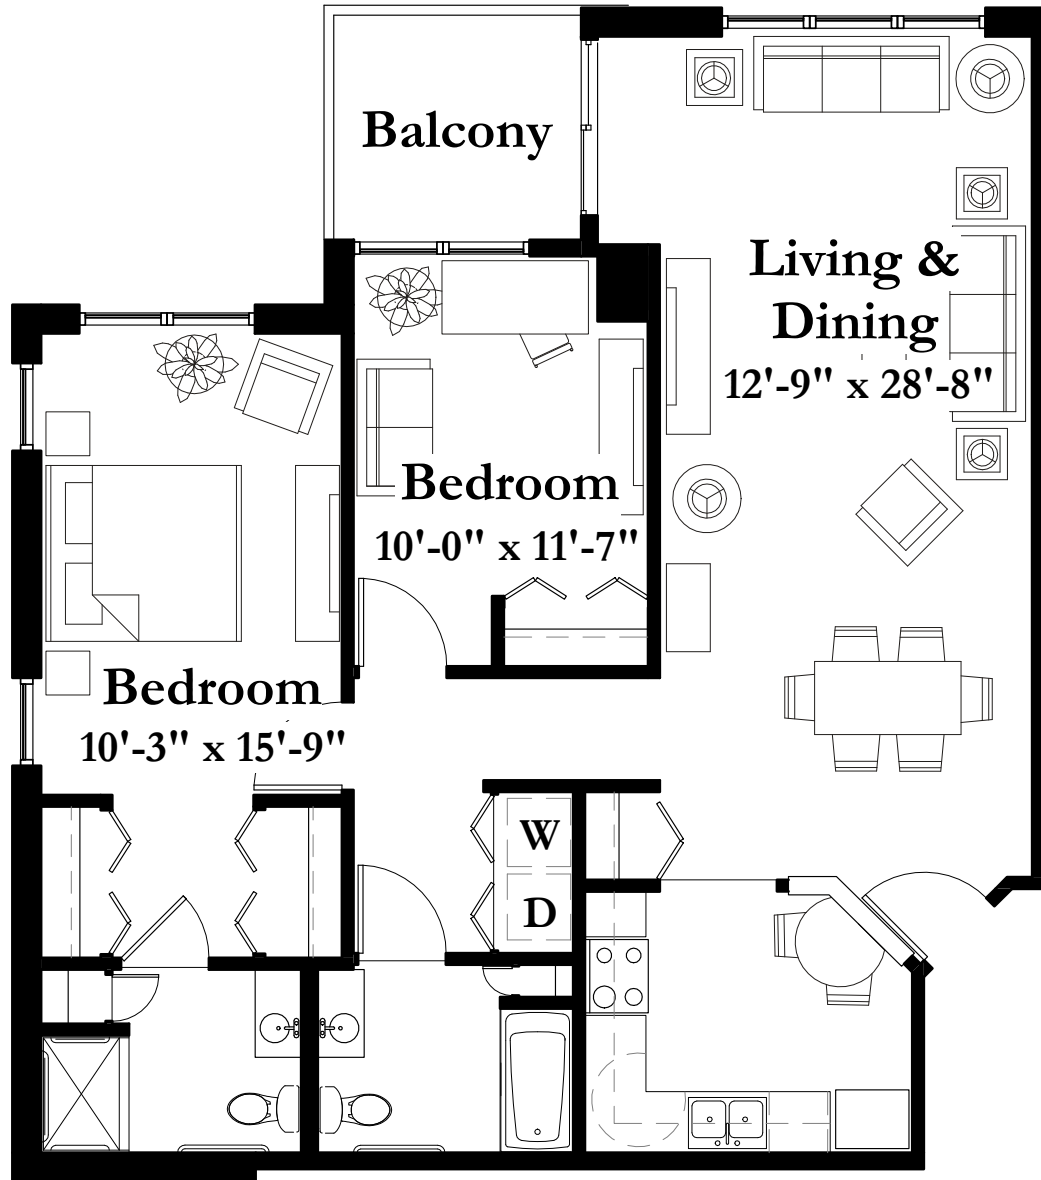 Balcony
Living &
Dining
12'-9" x 28'-8"
Bedroom
10'-0" x 11'-7"
Bedroom
10'-3" x 15'-9"
W
D